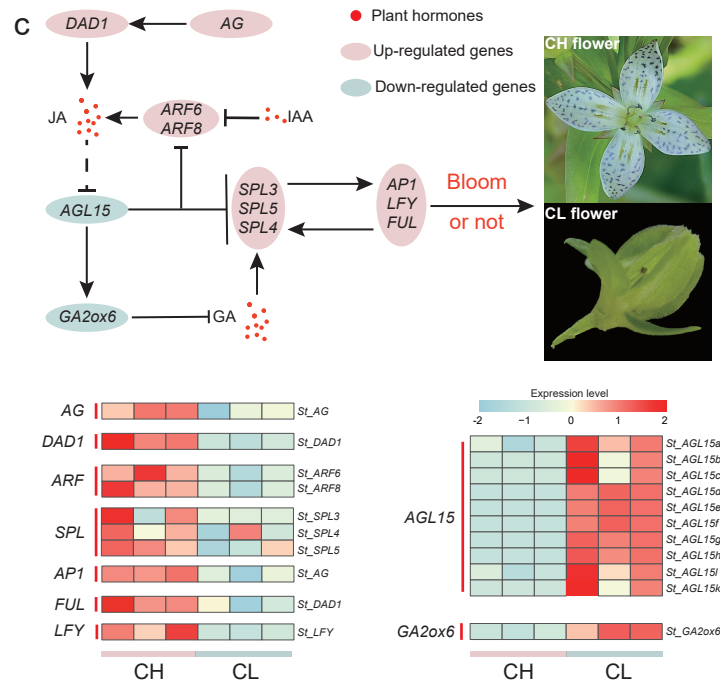 C
DAD1
AG
Plant hormones
Up-regulated genes
Down-regulated genes
CH flower
JA
ARF6
ARF8
IAA
AGL15
SPL3
SPL5
SPL4
AP1
LFY
FUL
Bloom
or not
CL flower
GA2ox6
GA
AG
St_AG
DAD1
St_DAD1
ARF
St_ARF6
St_ARF8
SPL
St_SPL3
St_SPL4
St_SPL5
AP1
St_AG
FUL
St_DAD1
LFY
St_LFY
CH
CL
Expression level
-2
-1
0
1
2
AGL15
St_AGL15a
St_AGL15b
St_AGL15c
St_AGL15d
St_AGL15e
St_AGL15f
St_AGL15g
St_AGL15h
St_AGL15l
St_AGL15k
GA2ox6
St_GA2ox6
CH
CL